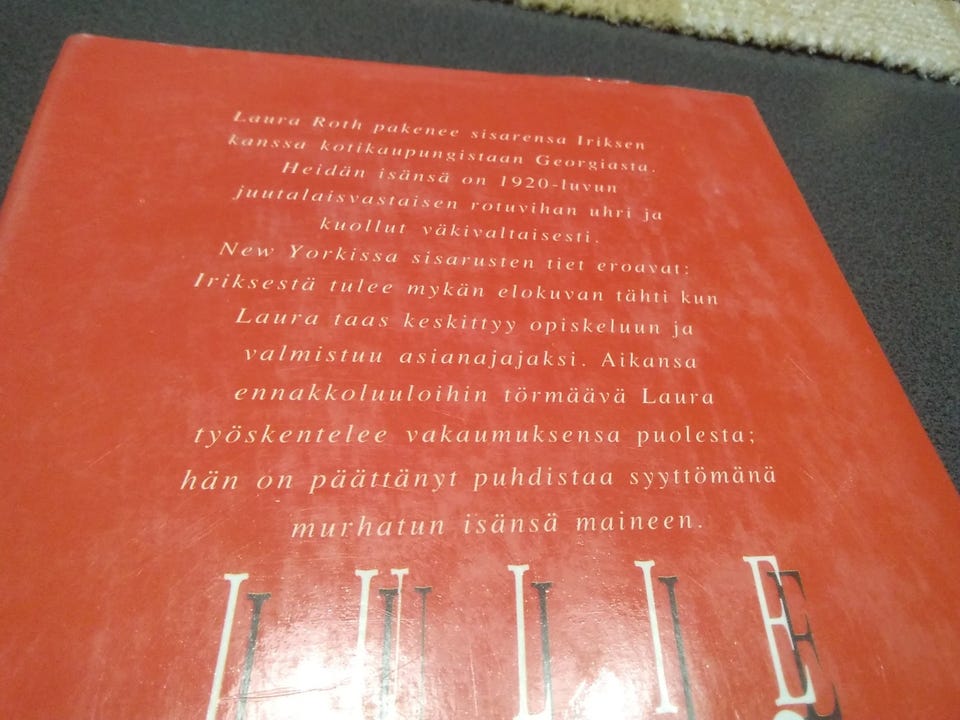 Laura Roth pakenee sisarensa Iriksen
kanssa kotikaupungistaan Georgiasta.
Heidän isänsä on 1920-luvun
juutalaisvastaisen rotuvihan uhri ja
kuollut väkivaltaisesti.
New Yorkissa sisarusten tiet eroavat:
Iriksestä tulee mykän elokuvan tähti kun
Laura taas keskittyy opiskeluun ja
valmistuu asianajajaksi. Aikansa
ennakkoluuloihin törmäävä Laura
työskentelee vakaumuksensa puolesta;
hän on päättänyt puhdistaa syyttömänä
murhatun isänsä maineen.
JULIE